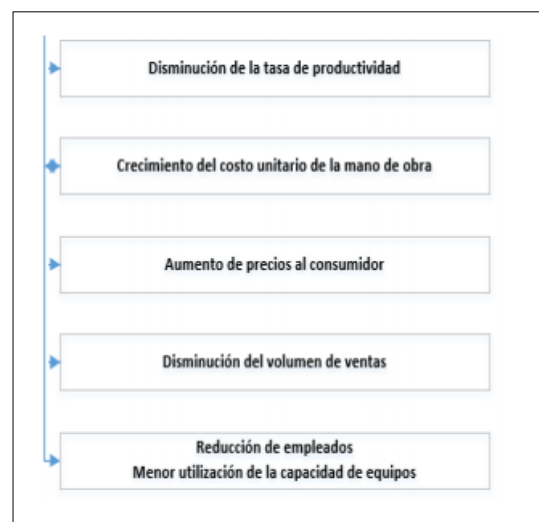 Disminución de la tasa de productividad
Crecimiento del costo unitario de la mano de obra
Aumento de precios al consumidor
Disminución del volumen de ventas
Reducción de empleados
Menor utilización de la capacidad de equipos